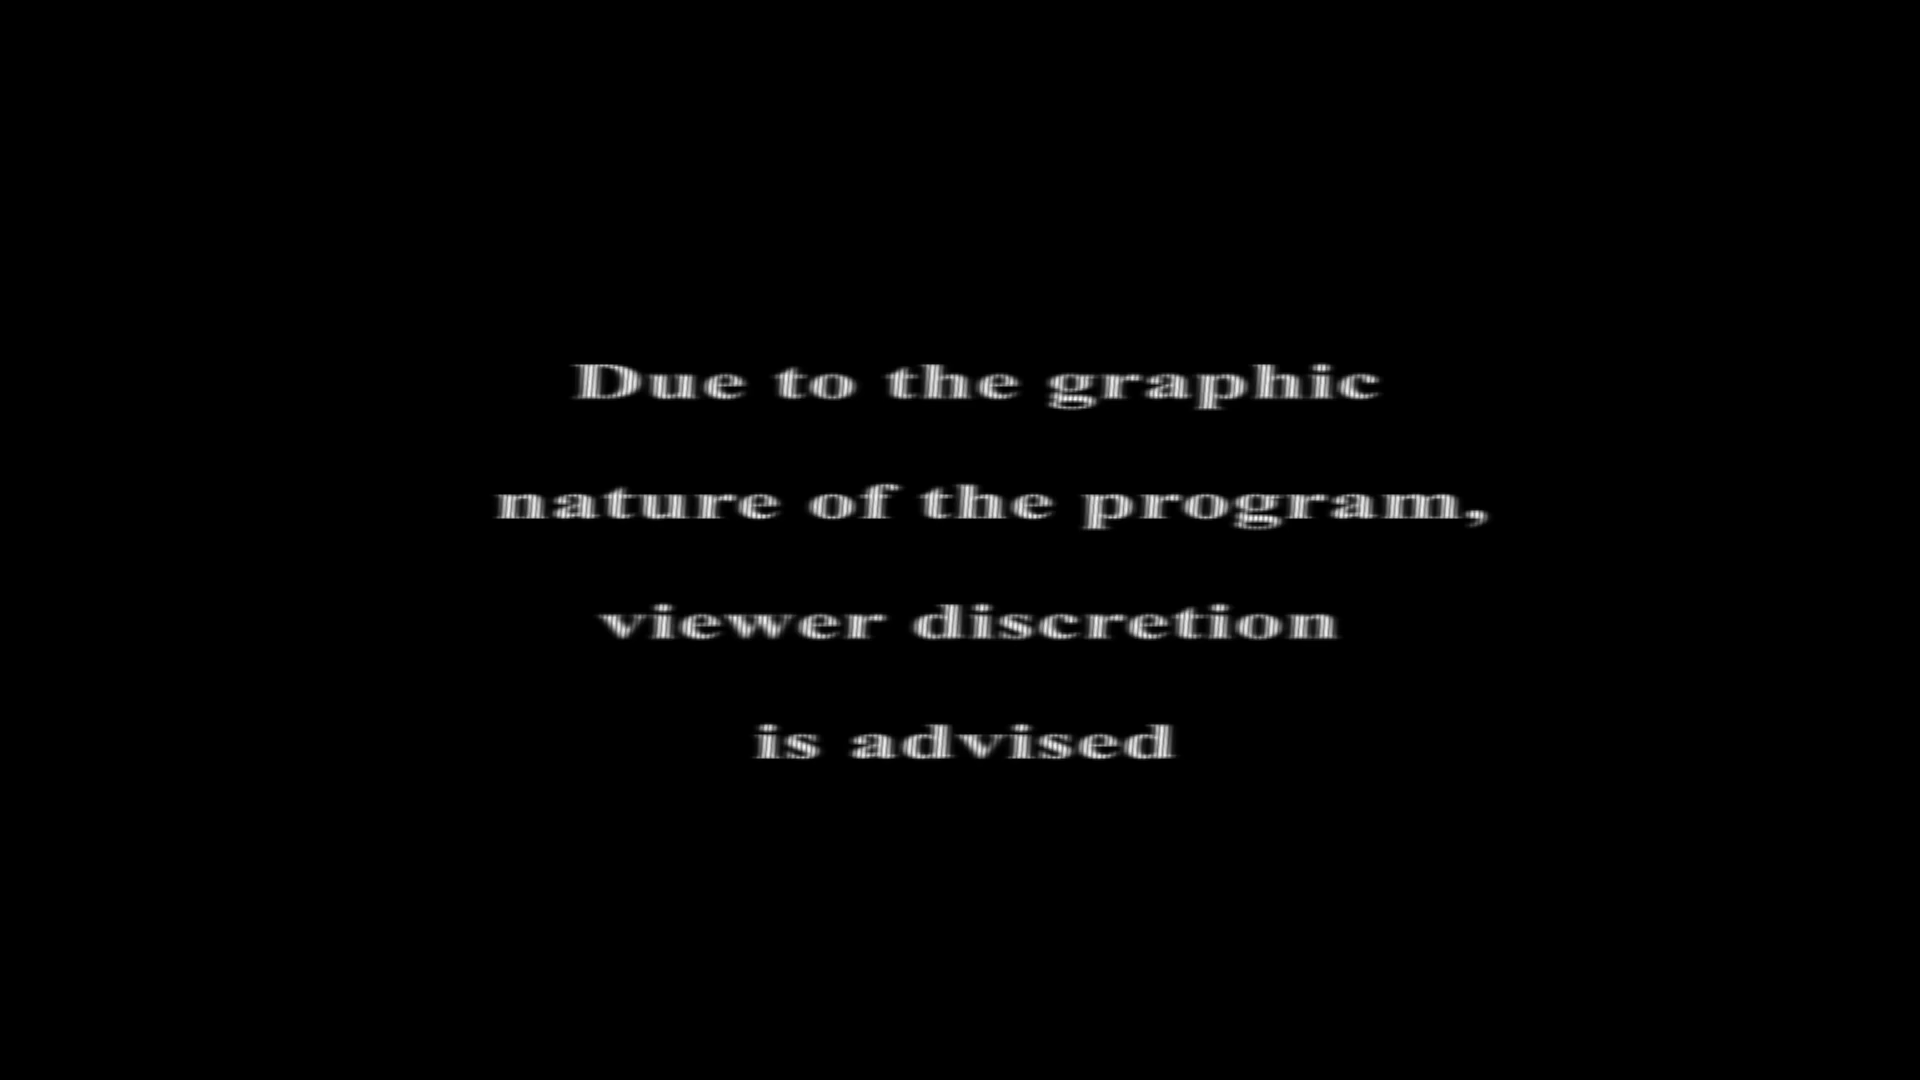 Due to the graphic
nature of the program,
viewer discretion
is advised